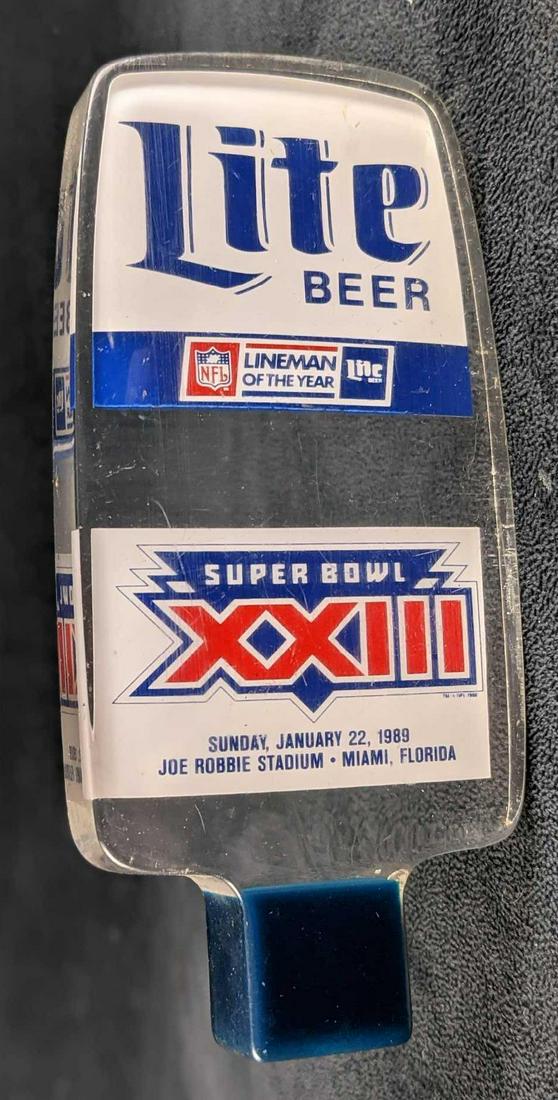 Lite
BEER
NFL
LINEMAN
OF THE YEAR
Lite
BEER
SUPER BOWL
XXIII
SUNDAY, JANUARY 22, 1989
JOE ROBBIE STADIUM • MIAMI, FLORIDA